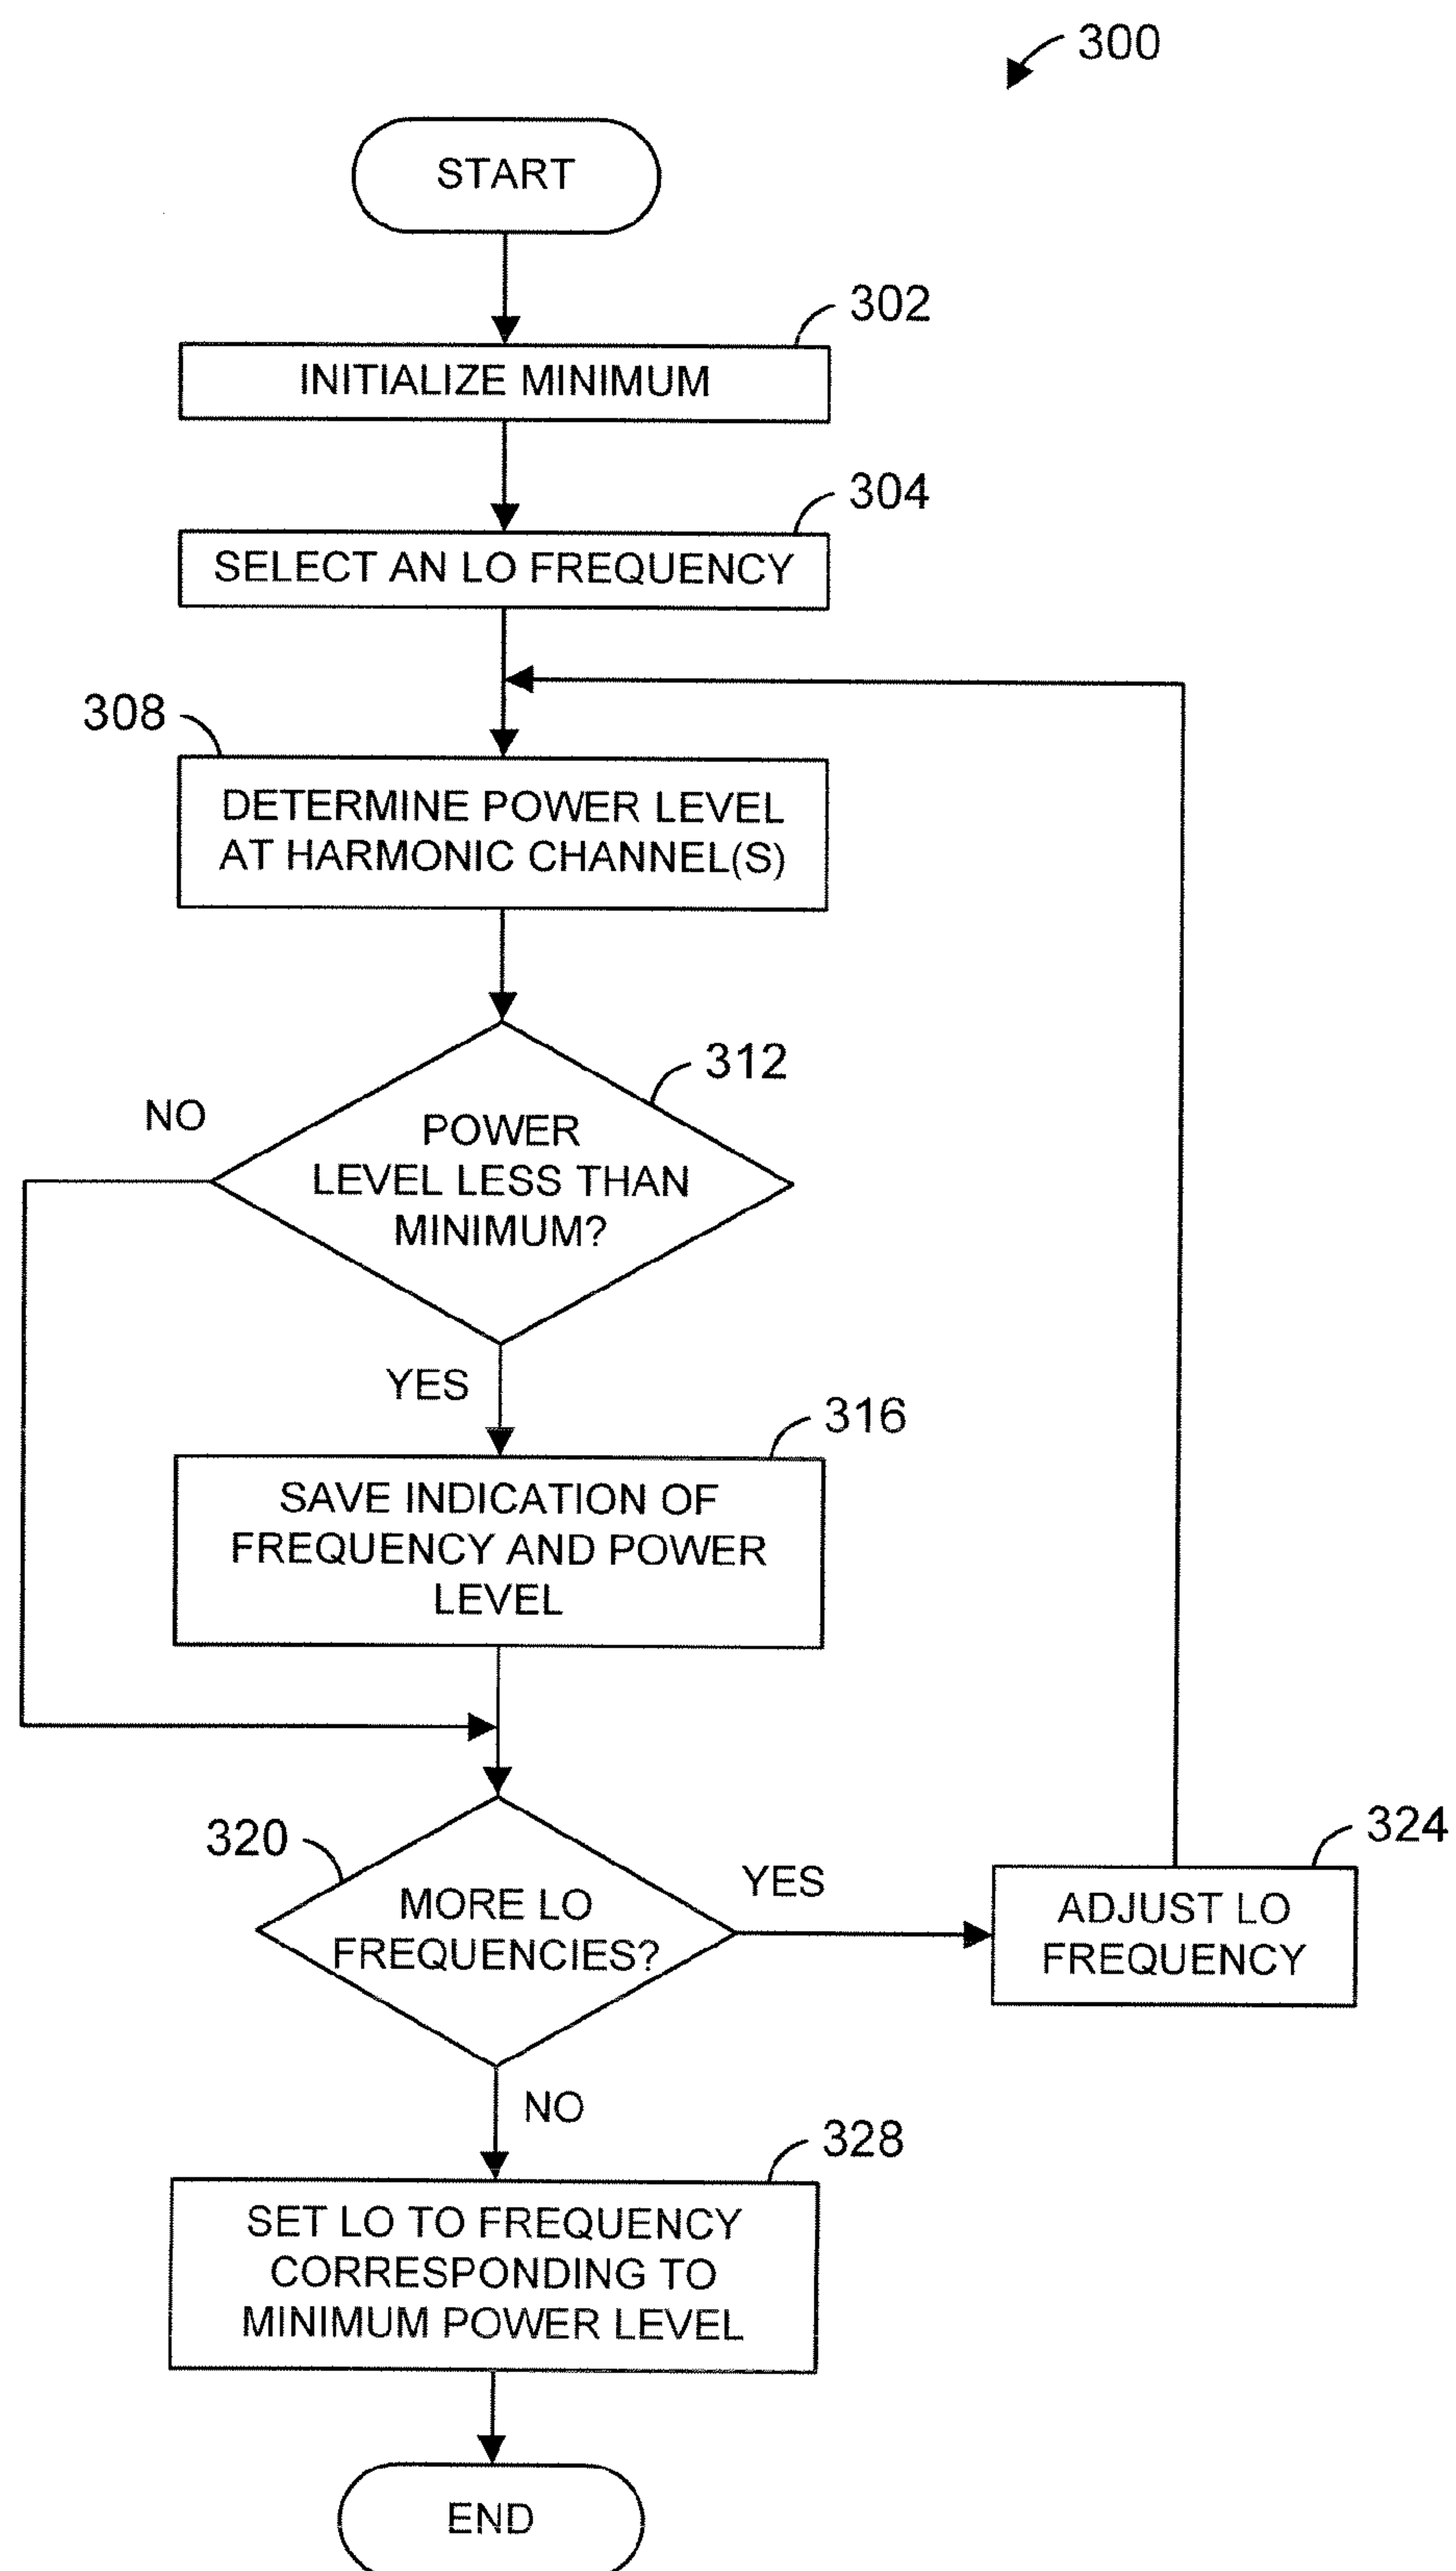 300
START
302
INITIALIZE MINIMUM
304
SELECT AN LO FREQUENCY
308
DETERMINE POWER LEVEL
AT HARMONIC CHANNEL(S)
312
NO
POWER
LEVEL LESS THAN
MINIMUM?
YES
316
SAVE INDICATION OF
FREQUENCY AND POWER
LEVEL
320
MORE LO
FREQUENCIES?
YES
324
ADJUST LO
FREQUENCY
NO
328
SET LO TO FREQUENCY
CORRESPONDING TO
MINIMUM POWER LEVEL
END